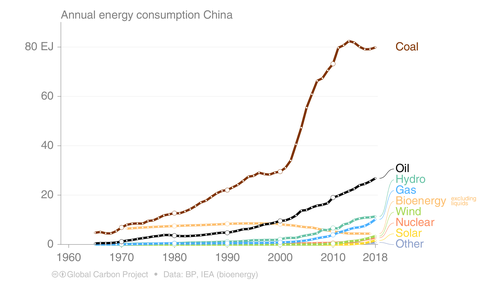 Annual energy consumption China
80 EJ
Coal
60
40
Oil
Hydro
Gas
20
Bioenergy excluding
liquids
Wind
Nuclear
Solar
0
Other
1960 1970 1980 1990 2000 2010 2018
Global Carbon Project • Data: BP, IEA (bioenergy)